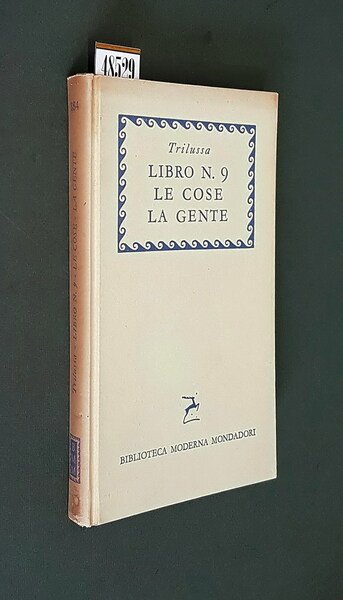 48529
Trilussa
LIBRO N. 9
LE COSE
LA GENTE
BIBLIOTECA MODERNA MONDADORI
Trilussa - LIBRO N. 9 - LE COSE - LA GENTE